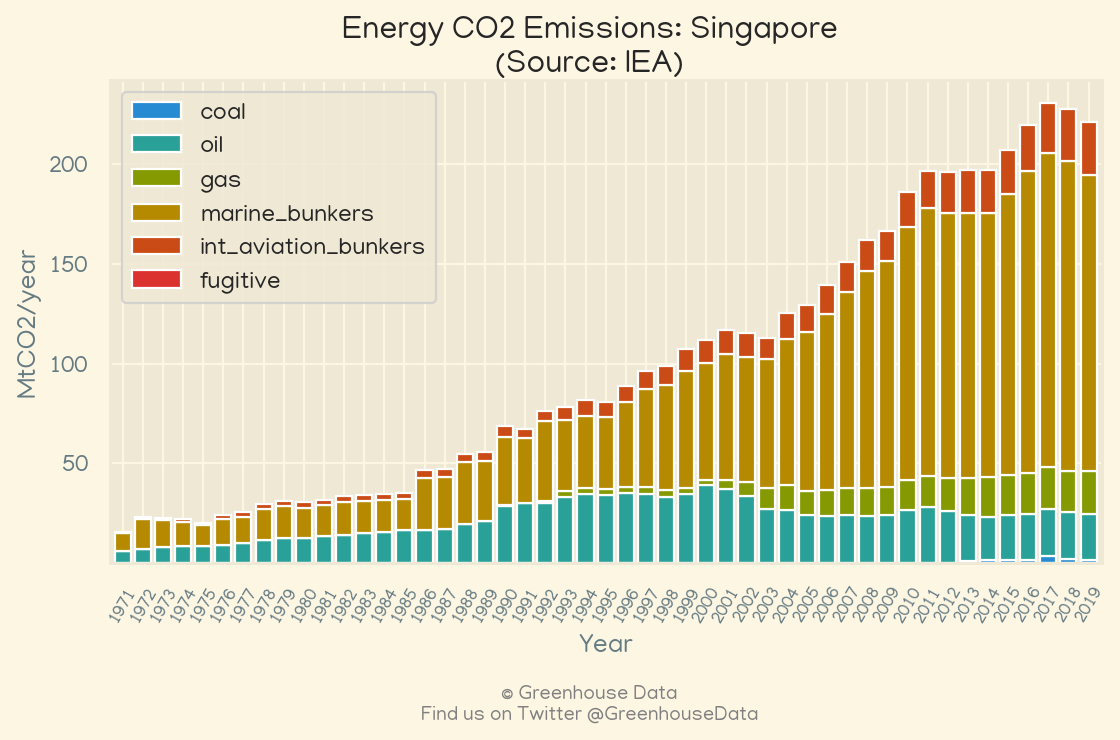 Energy CO2 Emissions: Singapore
(Source: IEA)
coal
oil
gas
marine_bunkers
int_aviation_bunkers
fugitive
MtCO2/year
200
150
100
50
1971 1972 1973 1974 1975 1976 1977 1978 1979 1980 1981 1982 1983 1984 1985 1986 1987 1988 1989 1990 1991 1992 1993 1994 1995 1996 1997 1998 1999 2000 2001 2002 2003 2004 2005 2006 2007 2008 2009 2010 2011 2012 2013 2014 2015 2016 2017 2018 2019
Year
© Greenhouse Data
Find us on Twitter @GreenhouseData